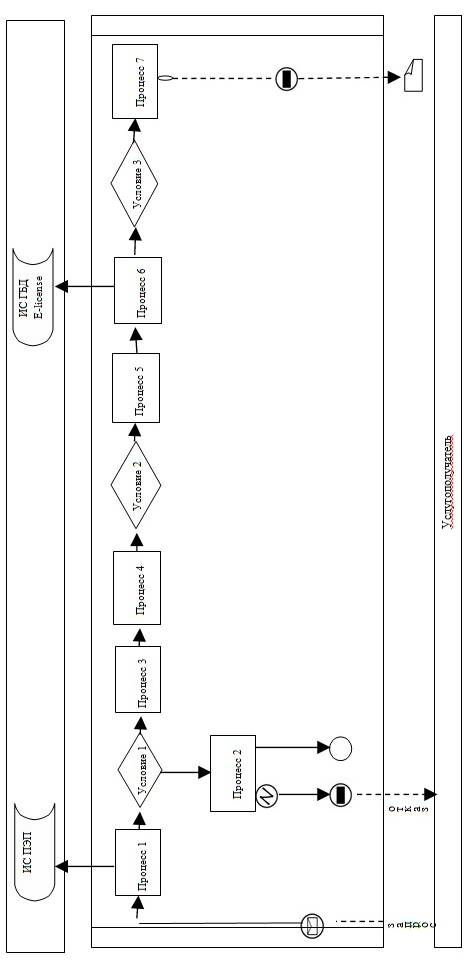 ИС ПЭП
ИС ГБД
E-license
Процесс 1
Условие 1
Процесс 2
Процесс 3
Процесс 4
Условие 2
Процесс 5
Процесс 6
Условие 3
Процесс 7
запрос
отказ
Услугополучатель